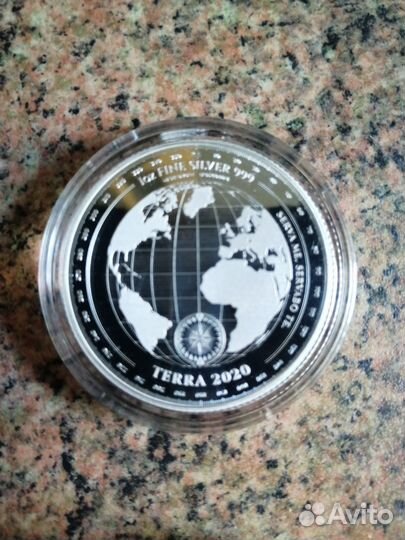 1oz FINE SILVER 999
SERVA ME, SERVABO TE.
TERRA 2020
Avito